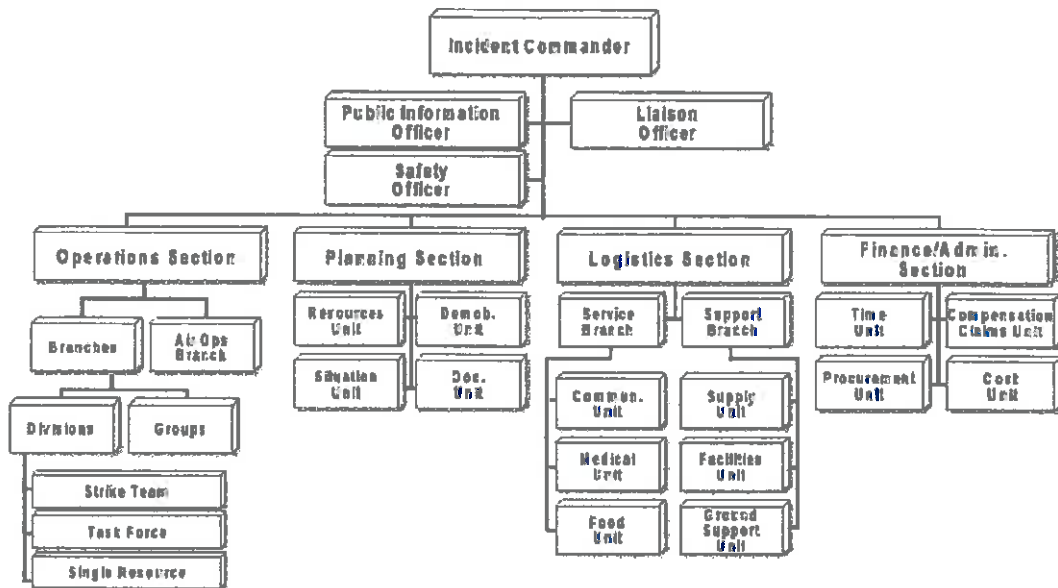 Incident Commander
Public Information
Officer
Liaison
Officer
Safety
Officer
Operations Section
Planning Section
Logistics Section
Finance/Admin.
Section
Branches
Air Ops
Branch
Resources
Unit
Demob.
Unit
Service
Branch
Support
Branch
Time
Unit
Compensation
Claims Unit
Situation
Unit
Doc.
Unit
Procurement
Unit
Cost
Unit
Divisions
Groups
Commun.
Unit
Supply
Unit
Medical
Unit
Facilities
Unit
Food
Unit
Ground
Support
Unit
Strike Team
Task Force
Single Resource